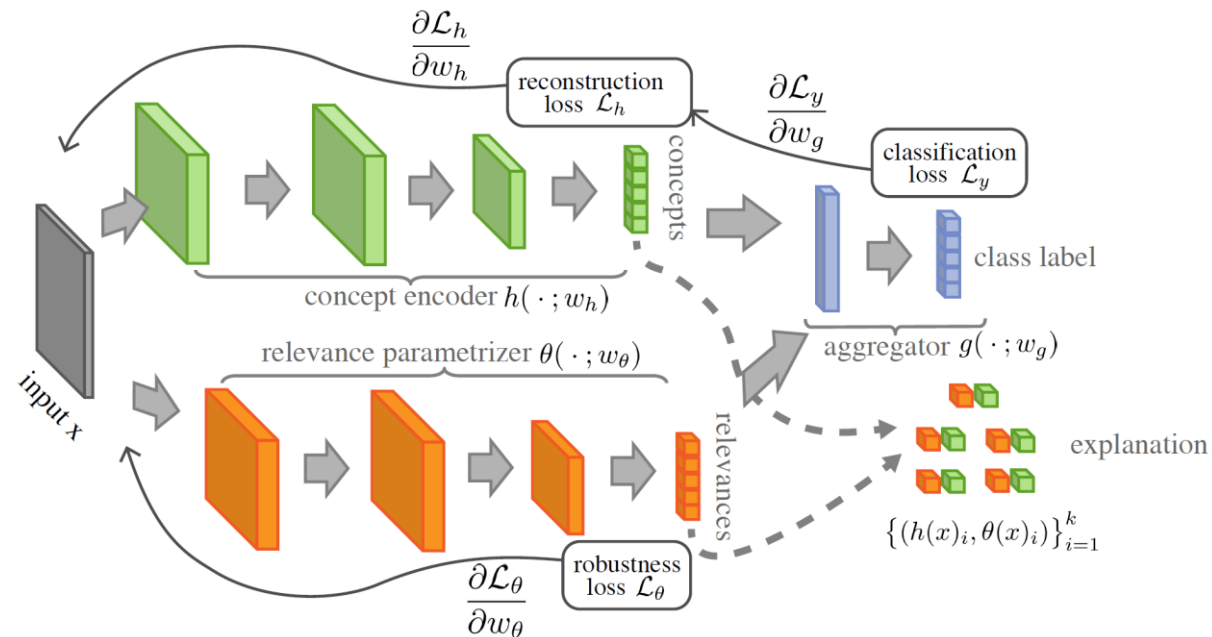 ∂ℒ_h
∂w_h
reconstruction
loss ℒ_h
∂ℒ_y
∂w_g
classification
loss ℒ_y
concepts
class label
concept encoder h( · ; w_h)
input x
relevance parametrizer θ( · ; w_θ)
aggregator g( · ; w_g)
relevances
explanation
{(h(x)_i, θ(x)_i)}_{i=1}^k
∂ℒ_θ
∂w_θ
robustness
loss ℒ_θ